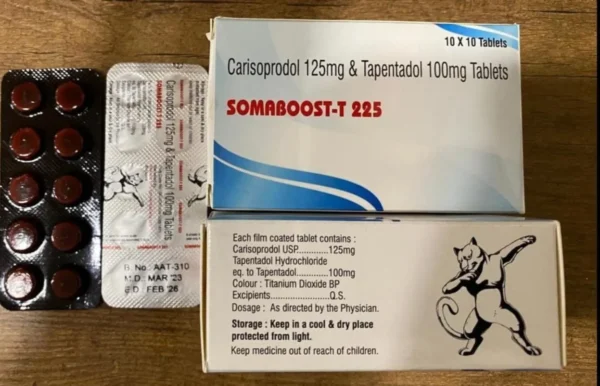 10 X 10 Tablets
Carisoprodol 125mg & Tapentadol 100mg Tablets
SOMABOOST-T 225
Each film coated tablet contains :
Carisoprodol USP............125mg
Tapentadol Hydrochloride
eq. to Tapentadol............100mg
Colour : Titanium Dioxide BP
Excipients....................Q.S.
Dosage : As directed by the Physician.
Storage : Keep in a cool & dry place
protected from light.
Keep medicine out of reach of children.
Carisoprodol 125mg & Tapentadol 100mg Tablets
SOMABOOST-T 225
B. No. AAT-310
M.D. MAR '23
E.D. FEB '26